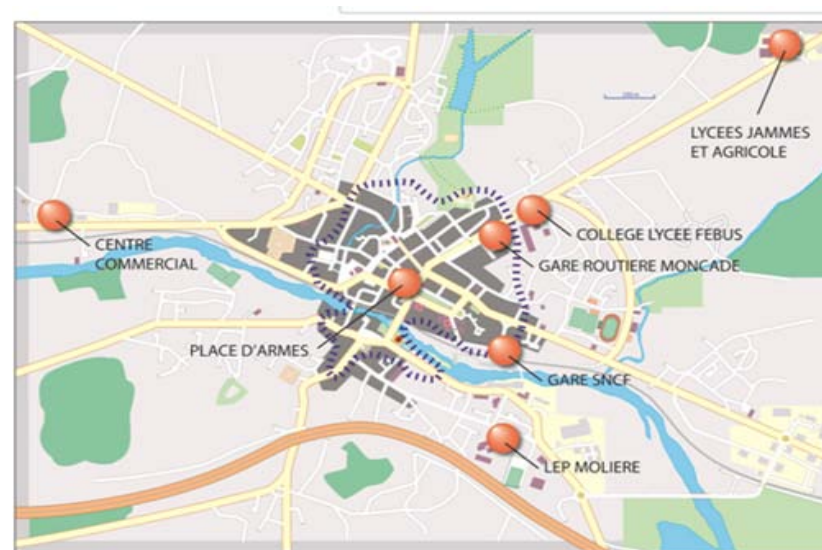 LYCEES JAMMES
ET AGRICOLE
COLLEGE LYCEE FEBUS
CENTRE
COMMERCIAL
GARE ROUTIERE MONCADE
PLACE D'ARMES
GARE SNCF
LEP MOLIERE